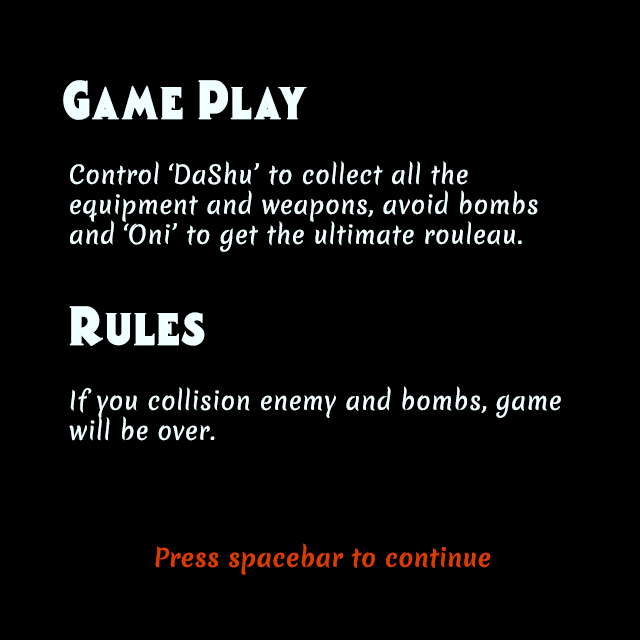 Game Play
Control ‘DaShu’ to collect all the
equipment and weapons, avoid bombs
and ‘Oni’ to get the ultimate rouleau.
Rules
If you collision enemy and bombs, game
will be over.
Press spacebar to continue